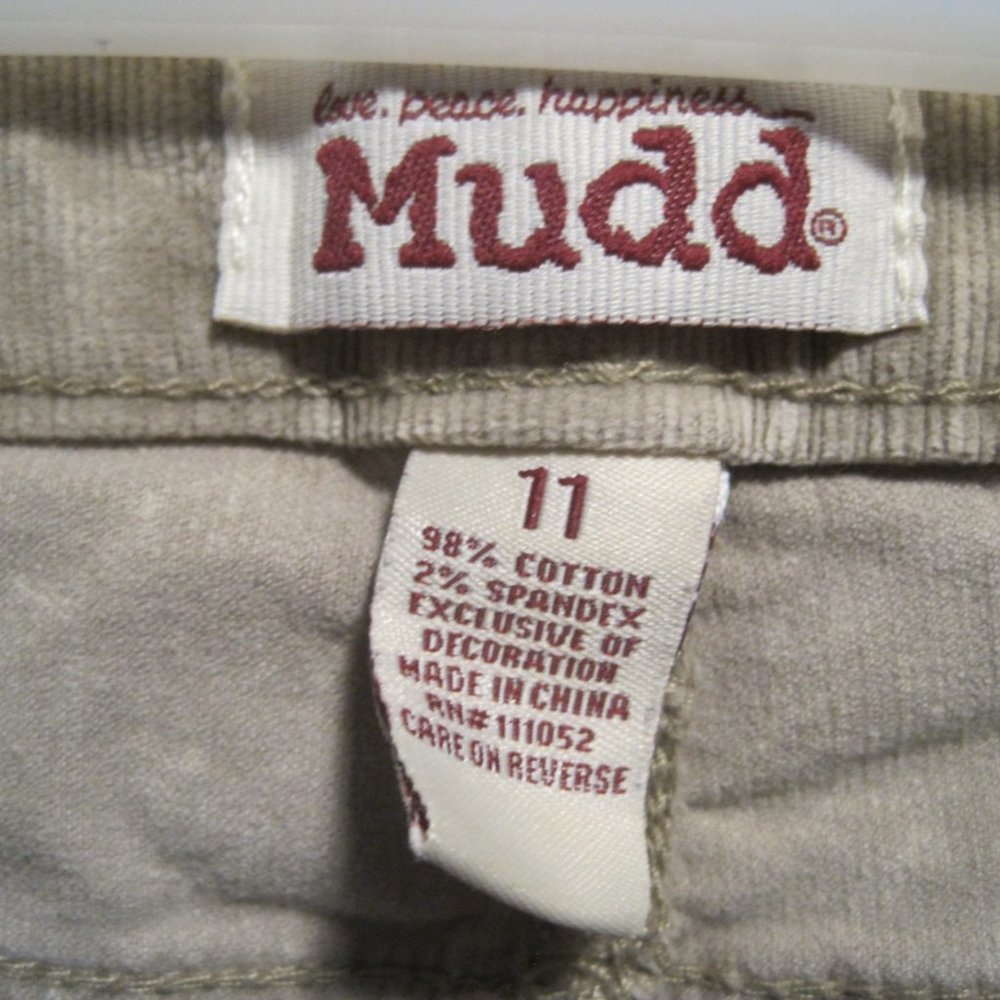 love. peace. happiness
Mudd®
11
98% COTTON
2% SPANDEX
EXCLUSIVE OF
DECORATION
MADE IN CHINA
RN# 111052
CARE ON REVERSE